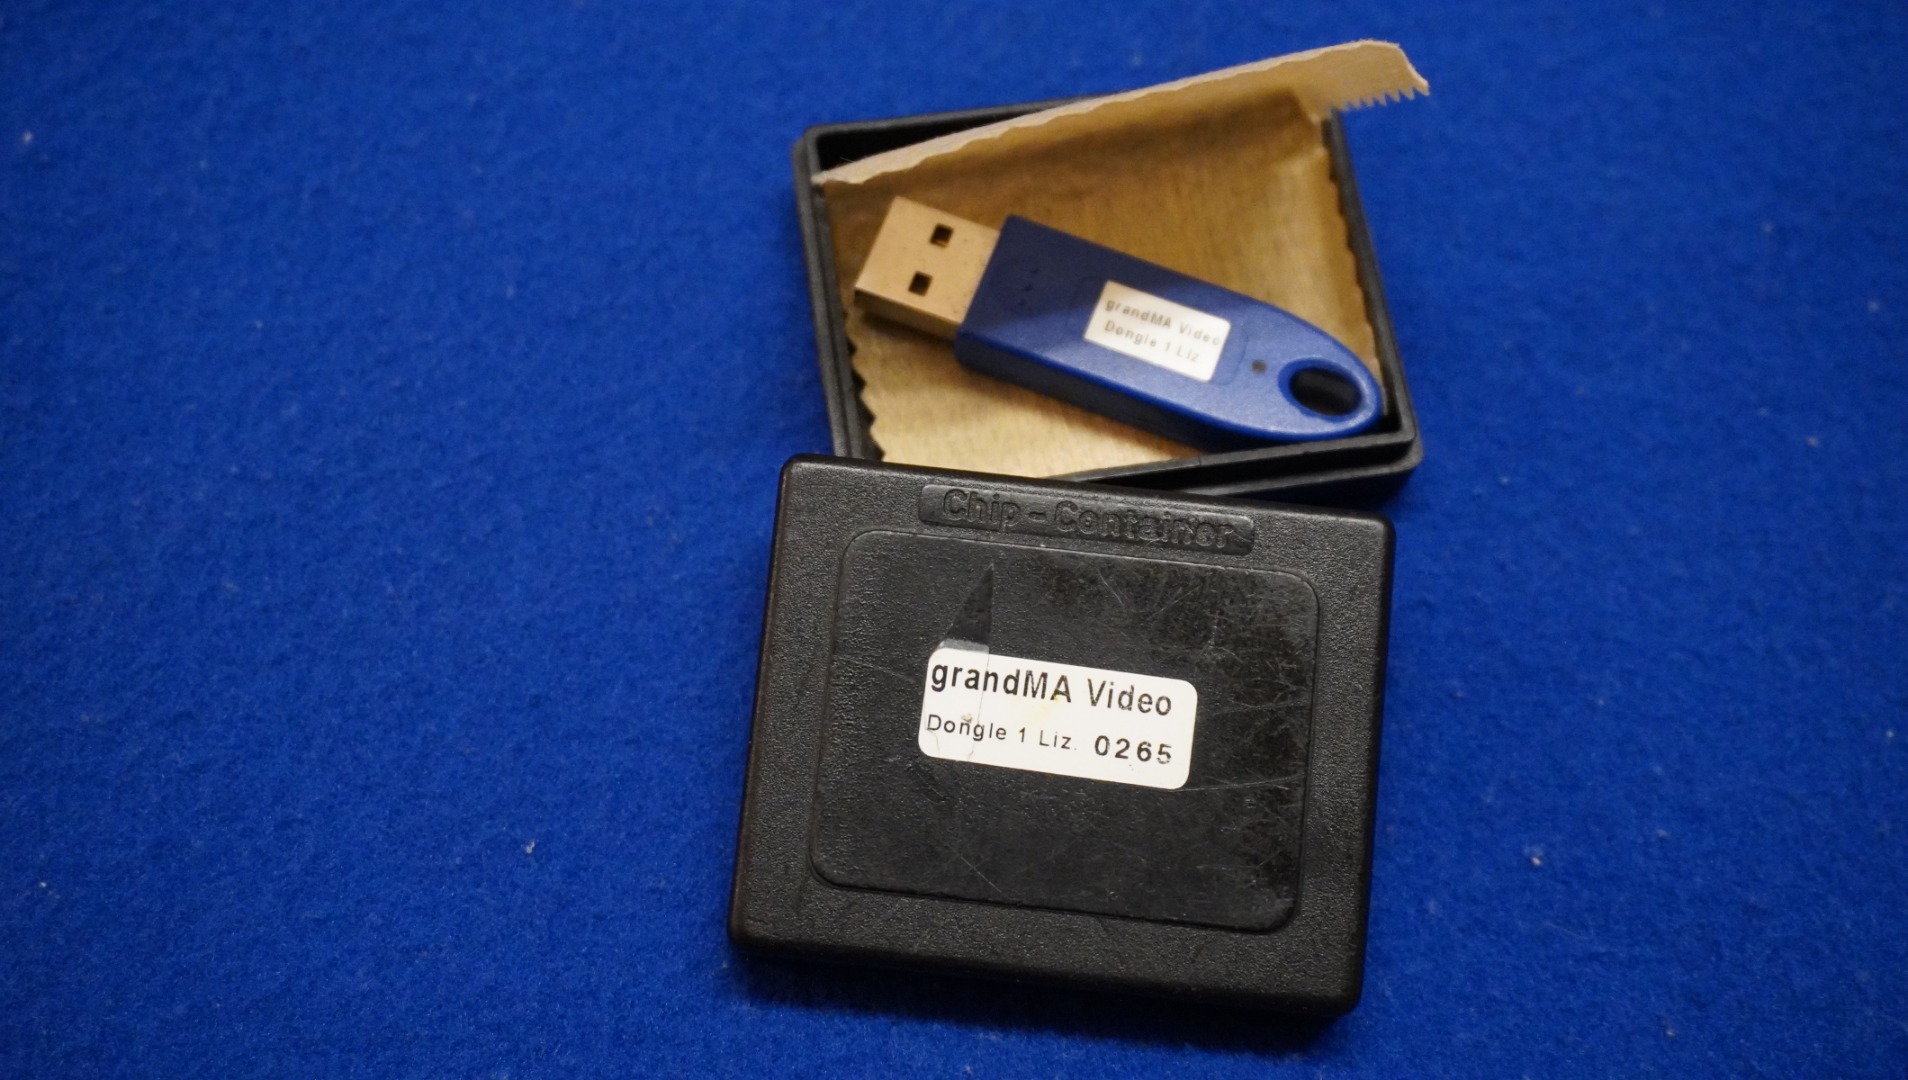 grandMA Video
Dongle 1 Liz
Chip - Container
grandMA Video
Dongle 1 Liz. 0265